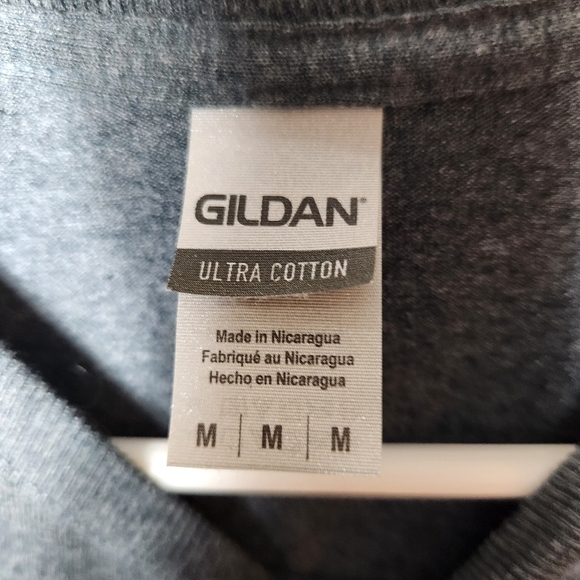 GILDAN®
ULTRA COTTON
Made in Nicaragua
Fabriqué au Nicaragua
Hecho en Nicaragua
M | M | M